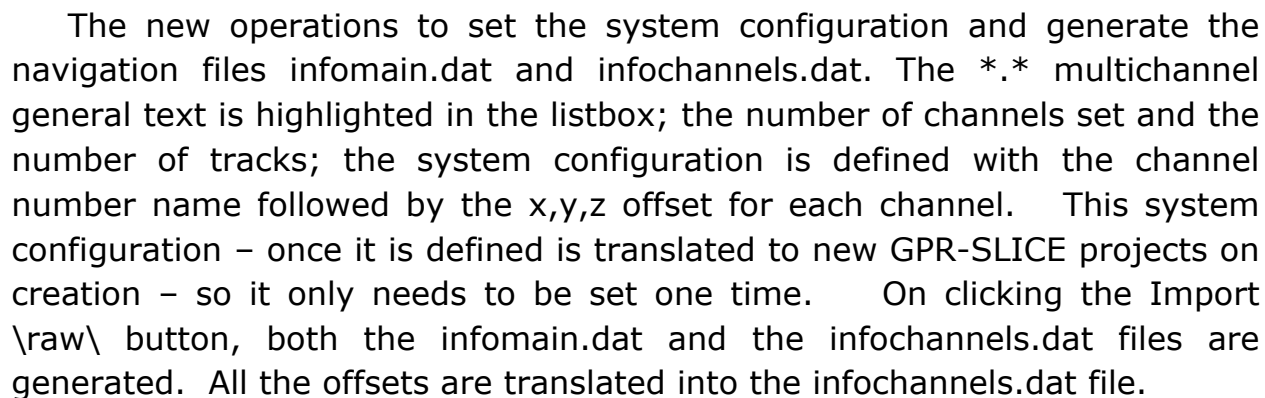 The new operations to set the system configuration and generate the
navigation files infomain.dat and infochannels.dat. The *.* multichannel
general text is highlighted in the listbox; the number of channels set and the
number of tracks; the system configuration is defined with the channel
number name followed by the x,y,z offset for each channel. This system
configuration – once it is defined is translated to new GPR-SLICE projects on
creation – so it only needs to be set one time. On clicking the Import
\raw\ button, both the infomain.dat and the infochannels.dat files are
generated. All the offsets are translated into the infochannels.dat file.